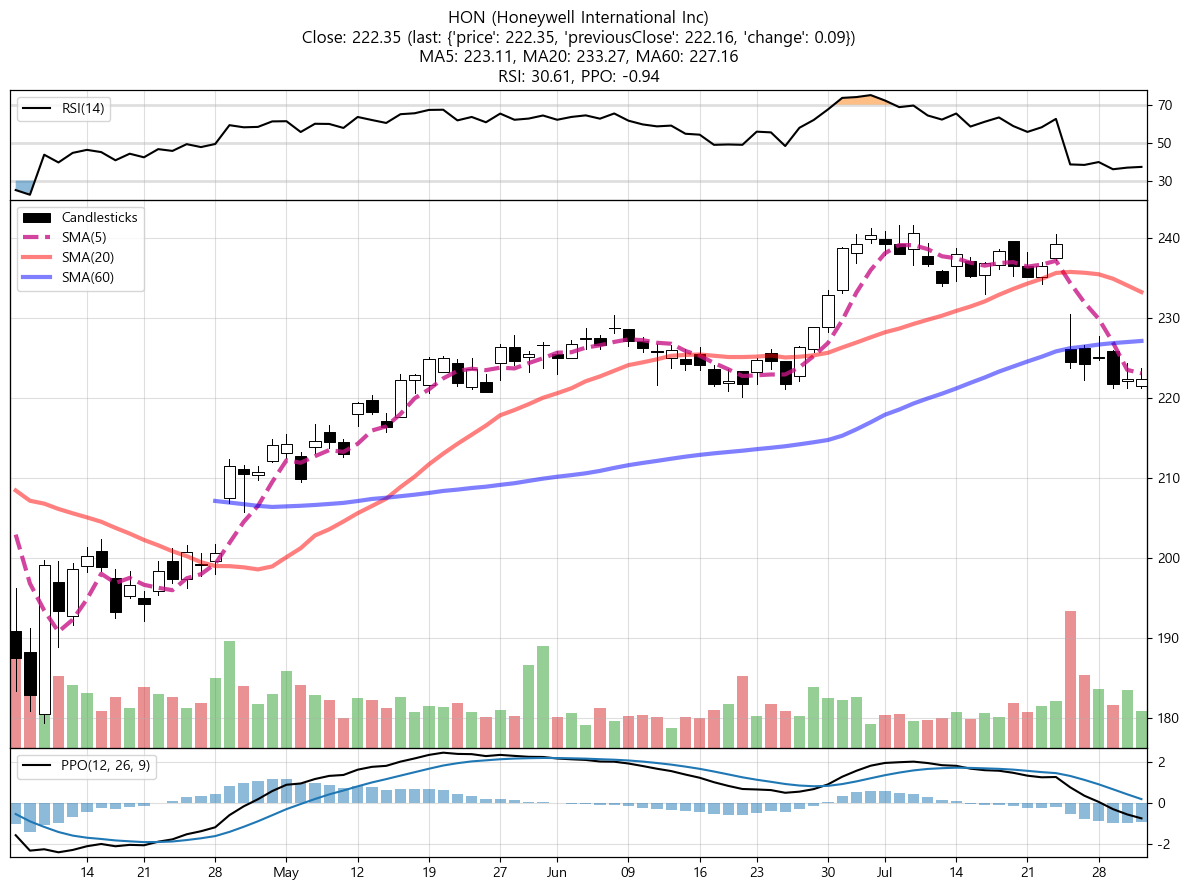 HON (Honeywell International Inc)
Close: 222.35 (last: {'price': 222.35, 'previousClose': 222.16, 'change': 0.09})
MA5: 223.11, MA20: 233.27, MA60: 227.16
RSI: 30.61, PPO: -0.94
RSI(14)
70
50
30
Candlesticks
SMA(5)
SMA(20)
SMA(60)
240
230
220
210
200
190
180
PPO(12, 26, 9)
2
0
-2
14 21 28 May 12 19 27 Jun 09 16 23 30 Jul 14 21 28